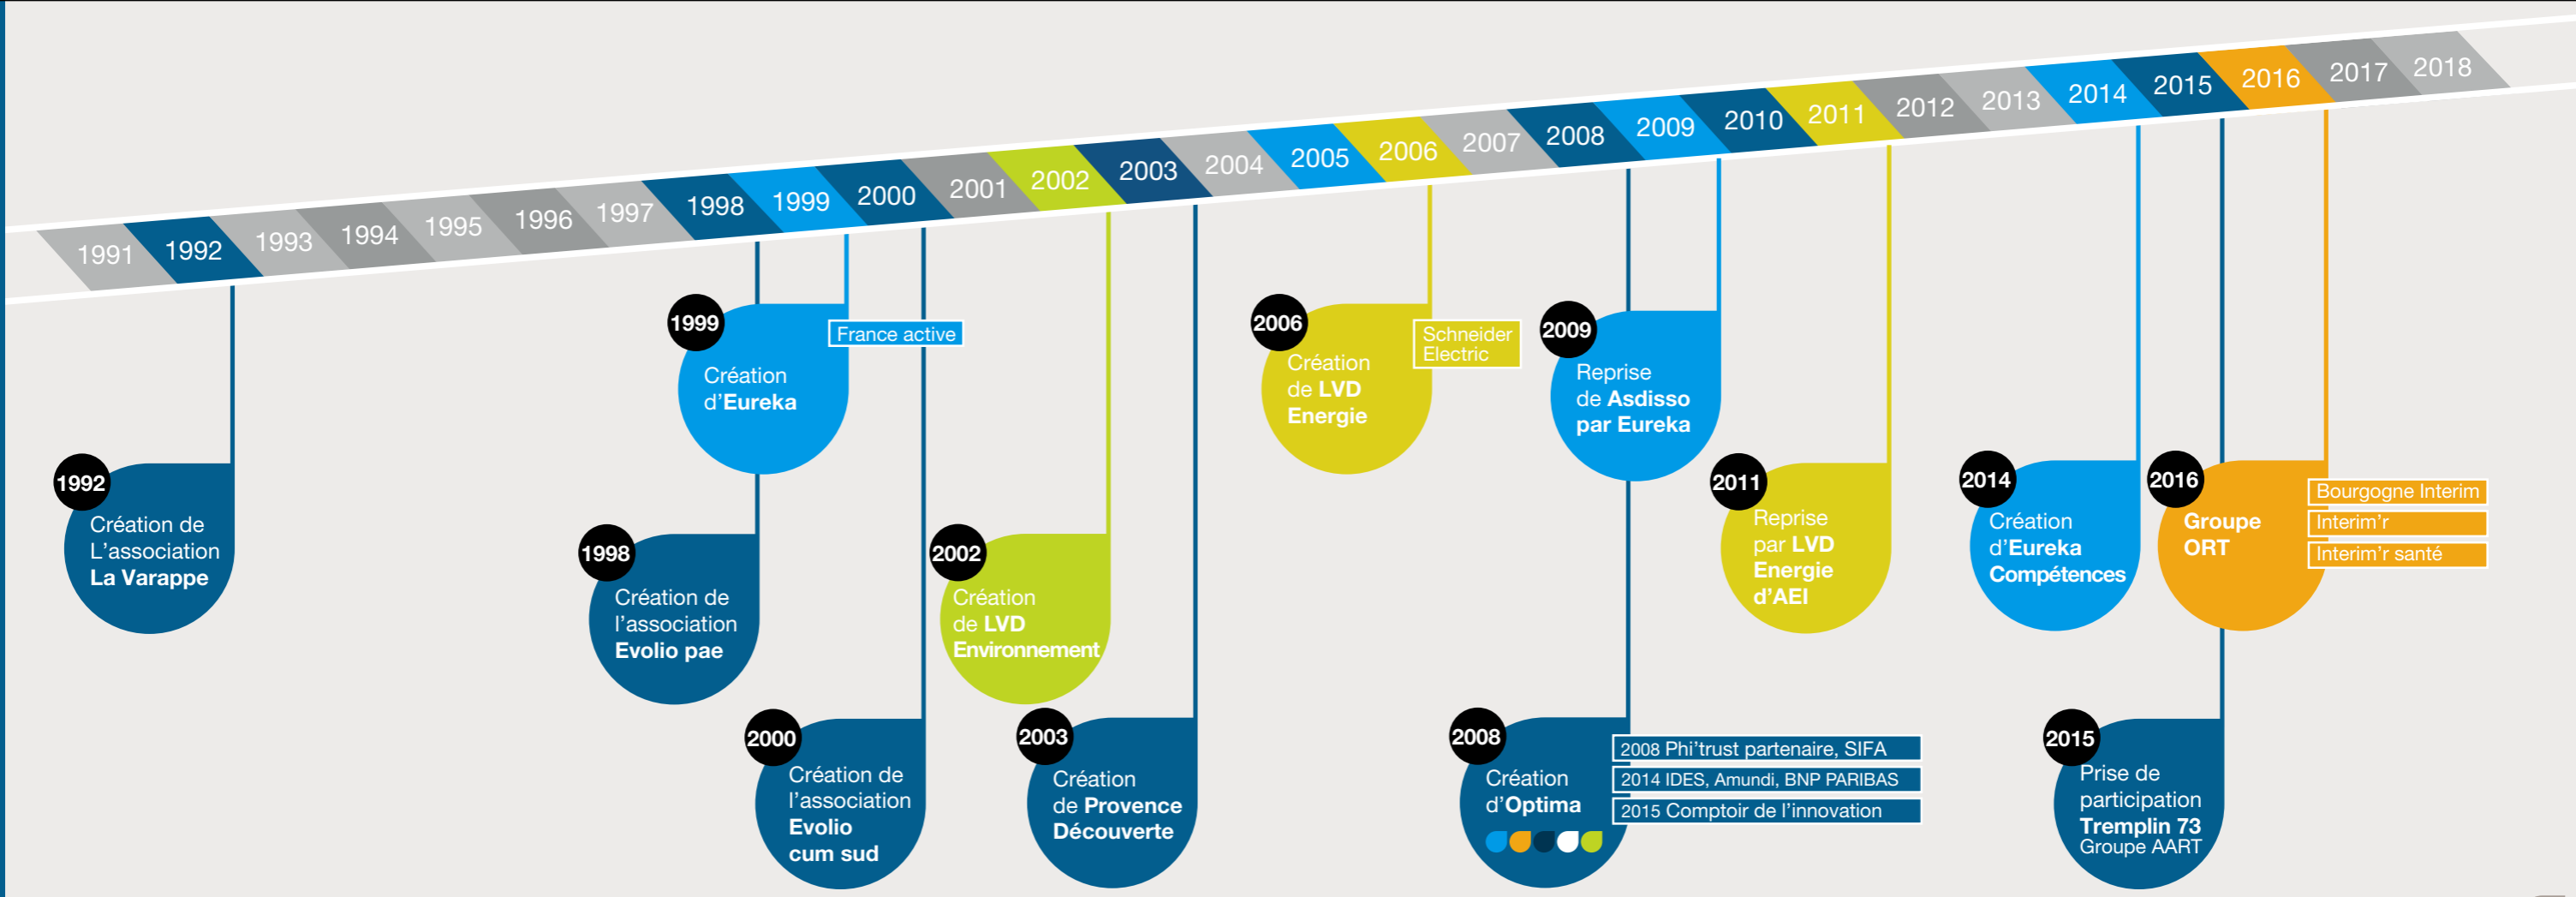 1991
1992
1993
1994
1995
1996
1997
1998
1999
2000
2001
2002
2003
2004
2005
2006
2007
2008
2009
2010
2011
2012
2013
2014
2015
2016
2017
2018
1992
Création de
L'association
La Varappe
1998
Création de
l'association
Evolio pae
1999
Création
d'Eureka
France active
2000
Création de
l'association
Evolio
cum sud
2002
Création
de LVD
Environnement
2003
Création
de Provence
Découverte
2006
Création
de LVD
Energie
Schneider
Electric
2008
Création
d'Optima
2008 Phi'trust partenaire, SIFA
2014 IDES, Amundi, BNP PARIBAS
2015 Comptoir de l'innovation
2009
Reprise
de Asdisso
par Eureka
2011
Reprise
par LVD
Energie
d'AEI
2014
Création
d'Eureka
Compétences
2015
Prise de
participation
Tremplin 73
Groupe AART
2016
Groupe
ORT
Bourgogne Interim
Interim'r
Interim'r santé